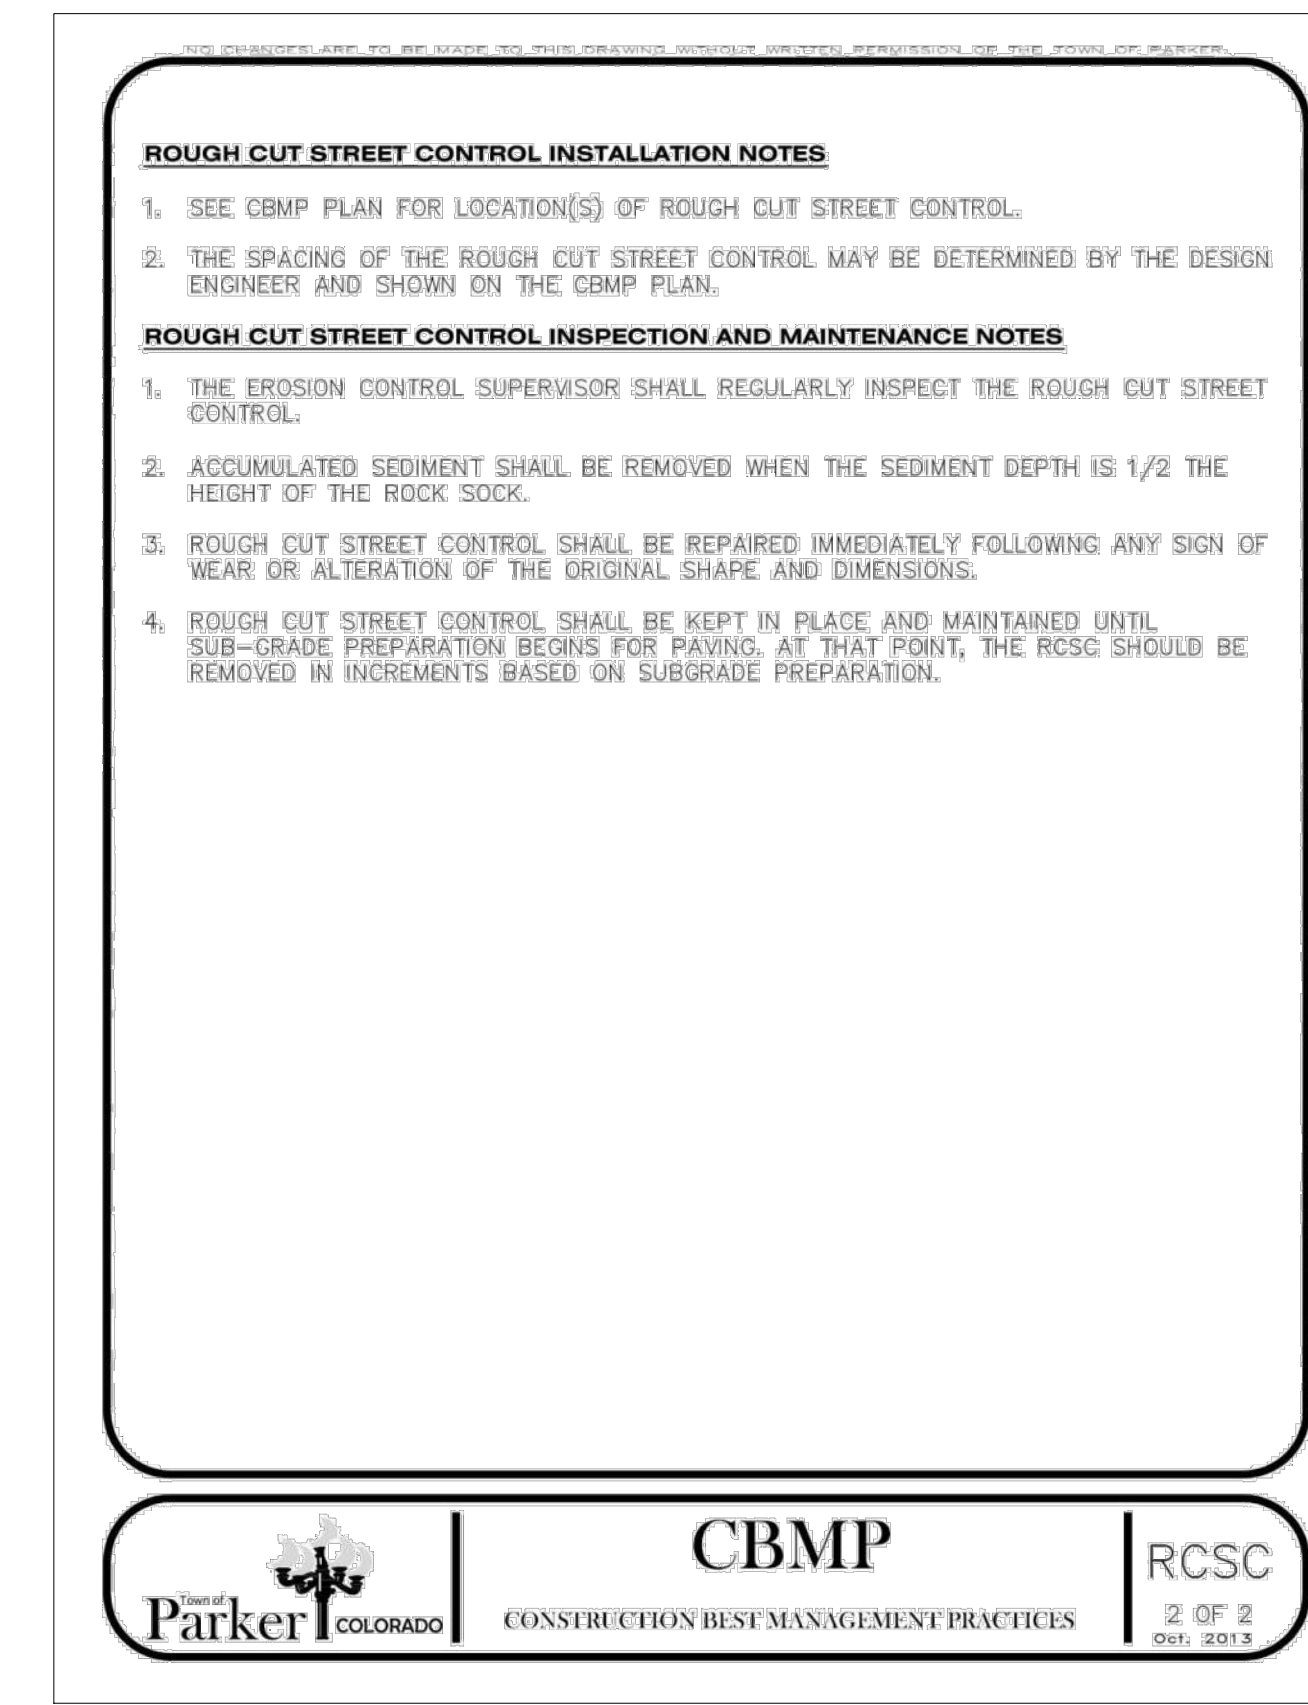 NO CHANGES ARE TO BE MADE TO THIS DRAWING WITHOUT WRITTEN PERMISSION OF THE TOWN OF PARKER.
ROUGH CUT STREET CONTROL INSTALLATION NOTES
1. SEE CBMP PLAN FOR LOCATION(S) OF ROUGH CUT STREET CONTROL.
2. THE SPACING OF THE ROUGH CUT STREET CONTROL MAY BE DETERMINED BY THE DESIGN
ENGINEER AND SHOWN ON THE CBMP PLAN.
ROUGH CUT STREET CONTROL INSPECTION AND MAINTENANCE NOTES
1. THE EROSION CONTROL SUPERVISOR SHALL REGULARLY INSPECT THE ROUGH CUT STREET
CONTROL.
2. ACCUMULATED SEDIMENT SHALL BE REMOVED WHEN THE SEDIMENT DEPTH IS 1/2 THE
HEIGHT OF THE ROCK SOCK.
3. ROUGH CUT STREET CONTROL SHALL BE REPAIRED IMMEDIATELY FOLLOWING ANY SIGN OF
WEAR OR ALTERATION OF THE ORIGINAL SHAPE AND DIMENSIONS.
4. ROUGH CUT STREET CONTROL SHALL BE KEPT IN PLACE AND MAINTAINED UNTIL
SUB-GRADE PREPARATION BEGINS FOR PAVING. AT THAT POINT, THE RCSC SHOULD BE
REMOVED IN INCREMENTS BASED ON SUBGRADE PREPARATION.
Town of
Parker COLORADO
CBMP
CONSTRUCTION BEST MANAGEMENT PRACTICES
RCSC
2 OF 2
Oct. 2013